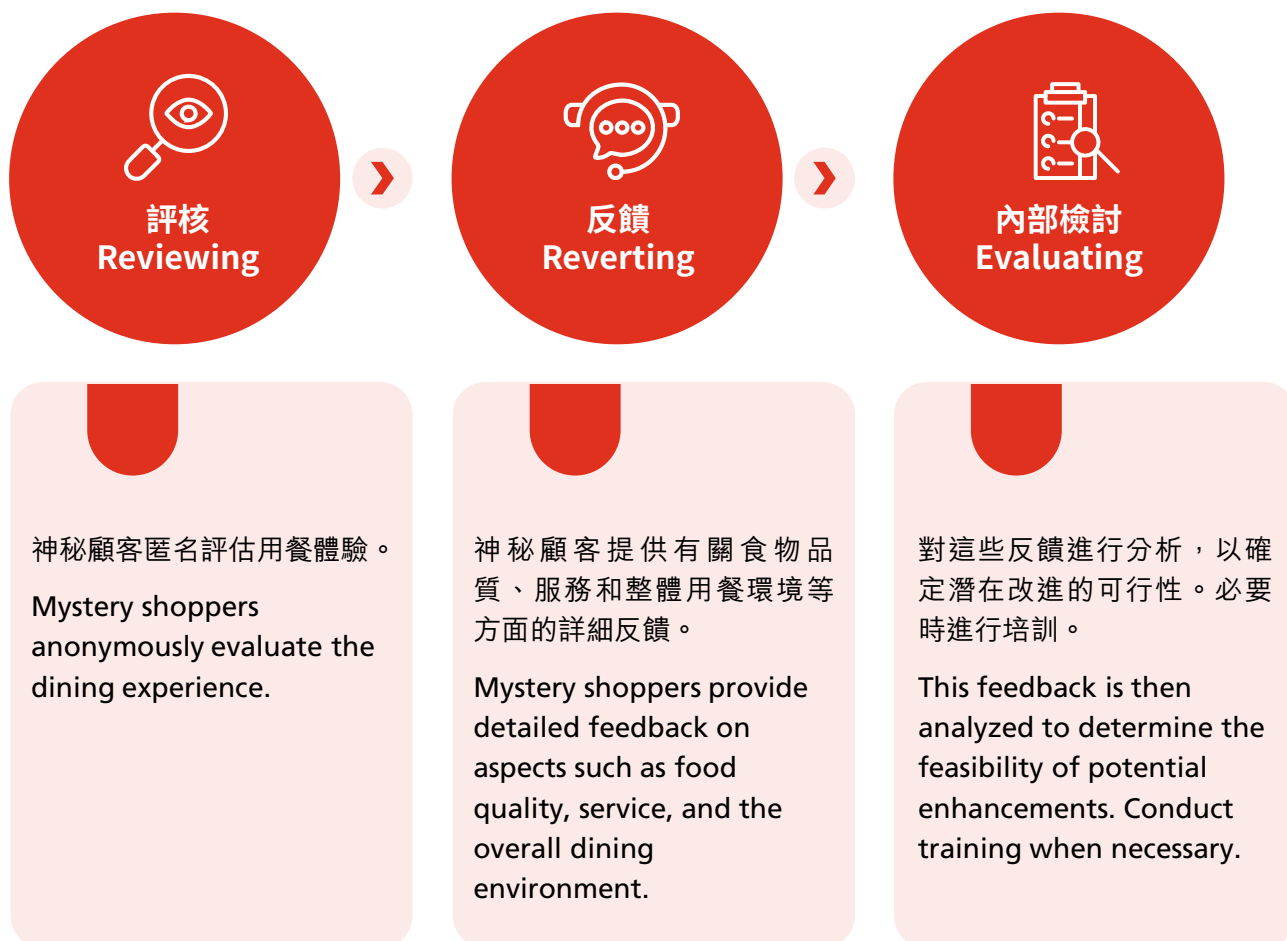 評核
Reviewing
反饋
Reverting
內部檢討
Evaluating
神秘顧客匿名評估用餐體驗。
Mystery shoppers
anonymously evaluate the
dining experience.
神秘顧客提供有關食物品
質、服務和整體用餐環境等
方面的詳細反饋。
Mystery shoppers provide
detailed feedback on
aspects such as food
quality, service, and the
overall dining
environment.
對這些反饋進行分析，以確
定潛在改進的可行性。必要
時進行培訓。
This feedback is then
analyzed to determine the
feasibility of potential
enhancements. Conduct
training when necessary.